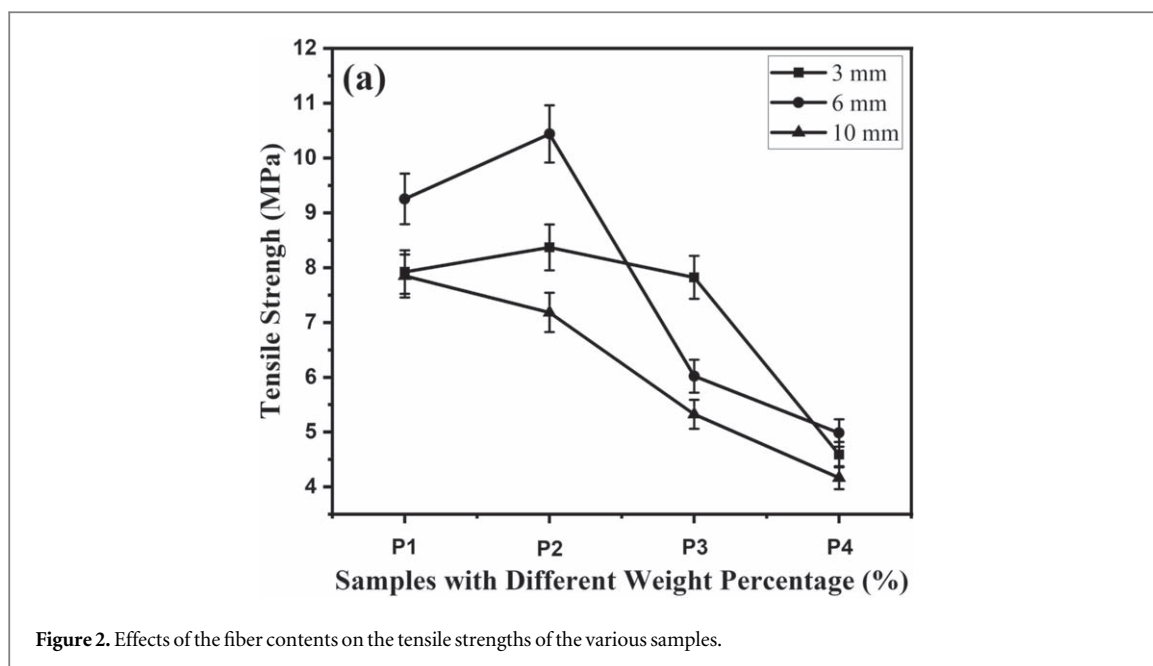 (a)
3 mm
6 mm
10 mm
Tensile Strengh (MPa)
12
11
10
9
8
7
6
5
4
P1 P2 P3 P4
Samples with Different Weight Percentage (%)
Figure 2. Effects of the fiber contents on the tensile strengths of the various samples.